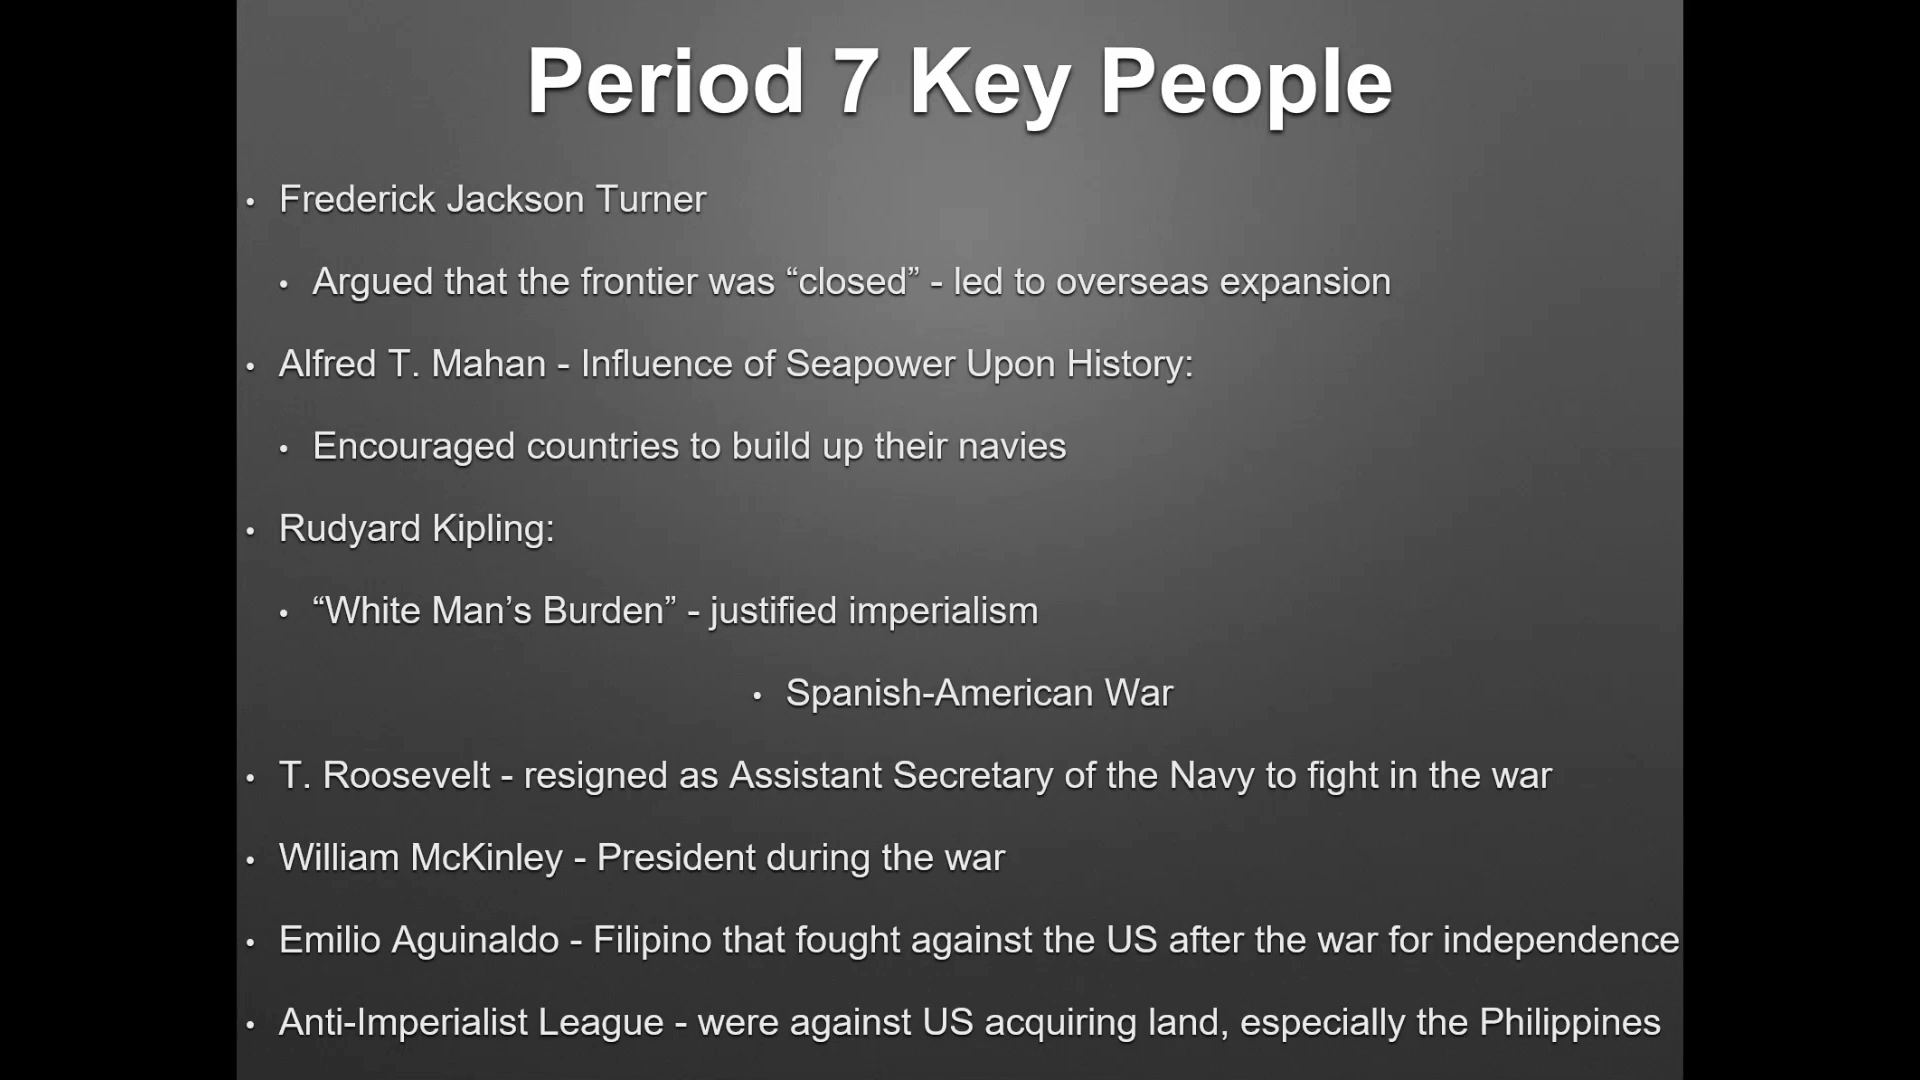 Period 7 Key People
• Frederick Jackson Turner
• Argued that the frontier was “closed” - led to overseas expansion
• Alfred T. Mahan - Influence of Seapower Upon History:
• Encouraged countries to build up their navies
• Rudyard Kipling:
• “White Man’s Burden” - justified imperialism
• Spanish-American War
• T. Roosevelt - resigned as Assistant Secretary of the Navy to fight in the war
• William McKinley - President during the war
• Emilio Aguinaldo - Filipino that fought against the US after the war for independence
• Anti-Imperialist League - were against US acquiring land, especially the Philippines